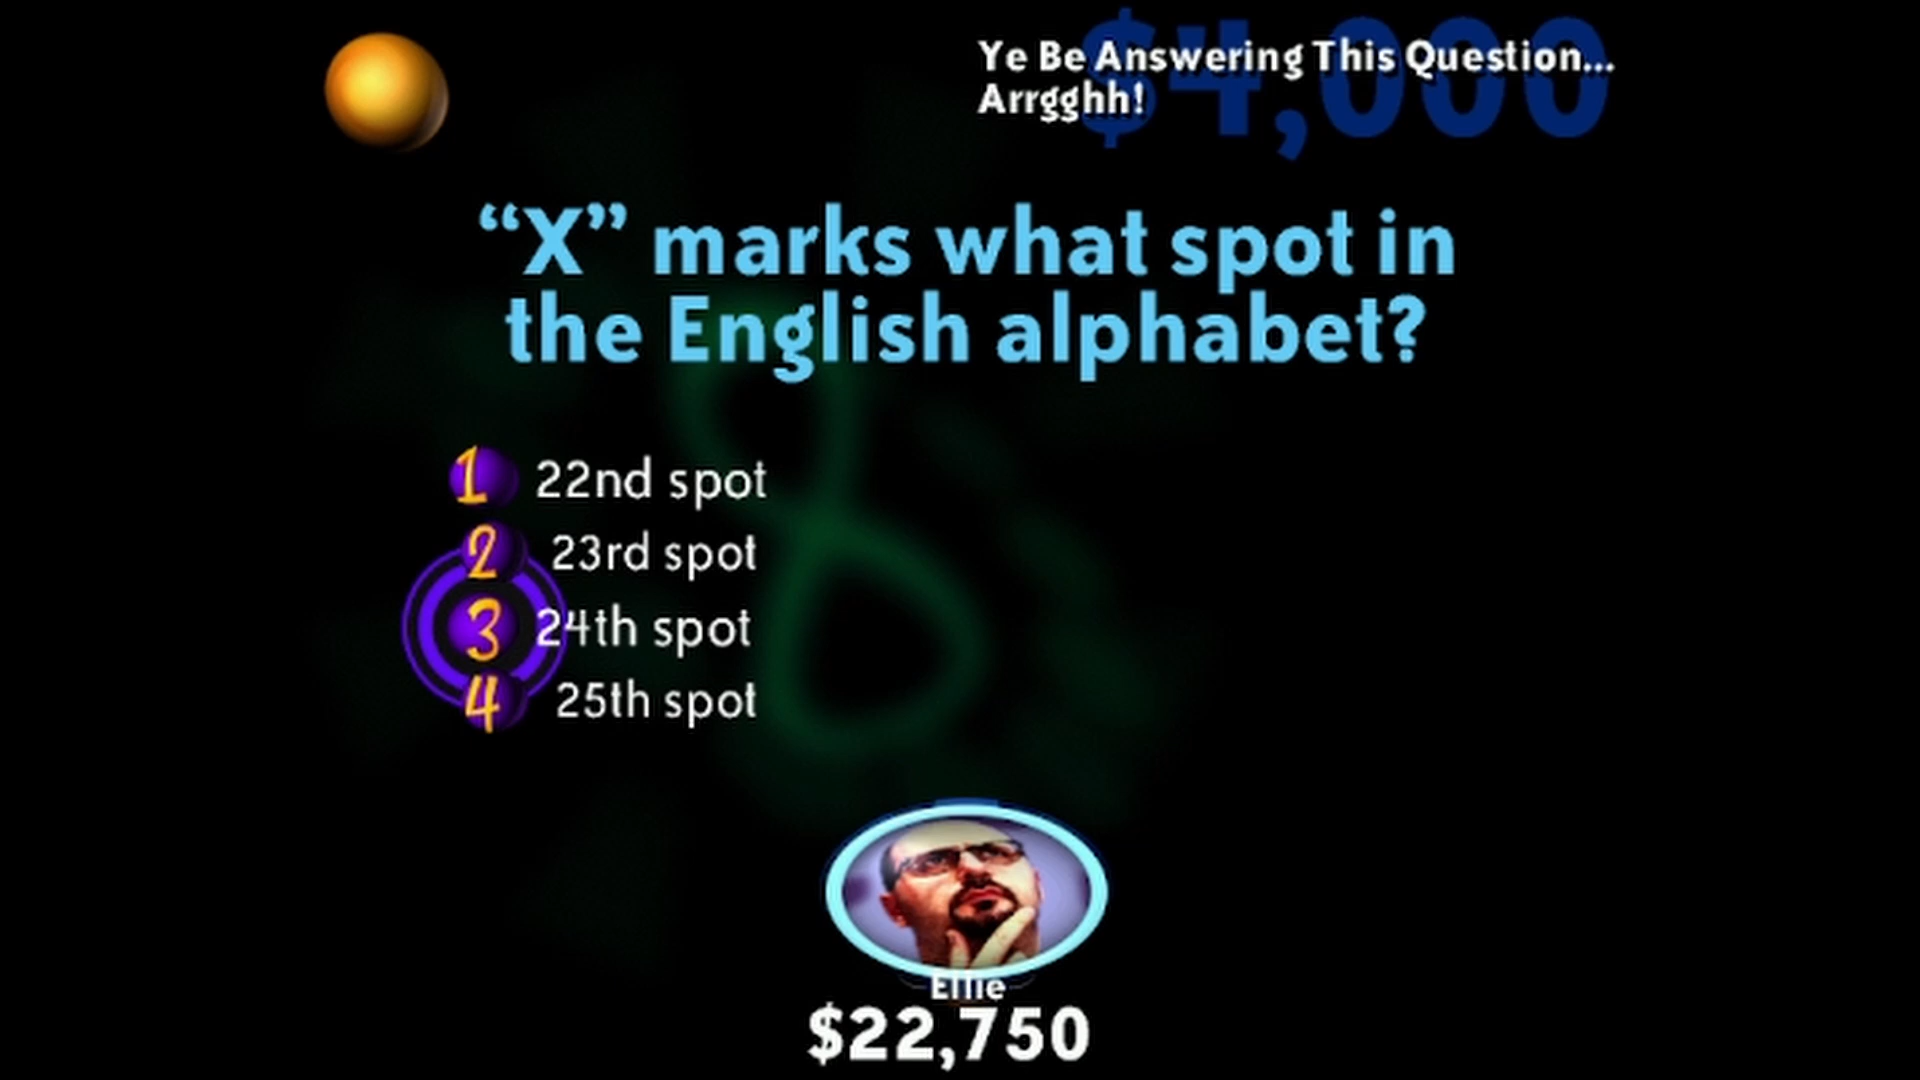 $4,000
Ye Be Answering This Question...
Arrgghh!
“X” marks what spot in
the English alphabet?
1 22nd spot
2 23rd spot
3 24th spot
4 25th spot
Ellie
$22,750